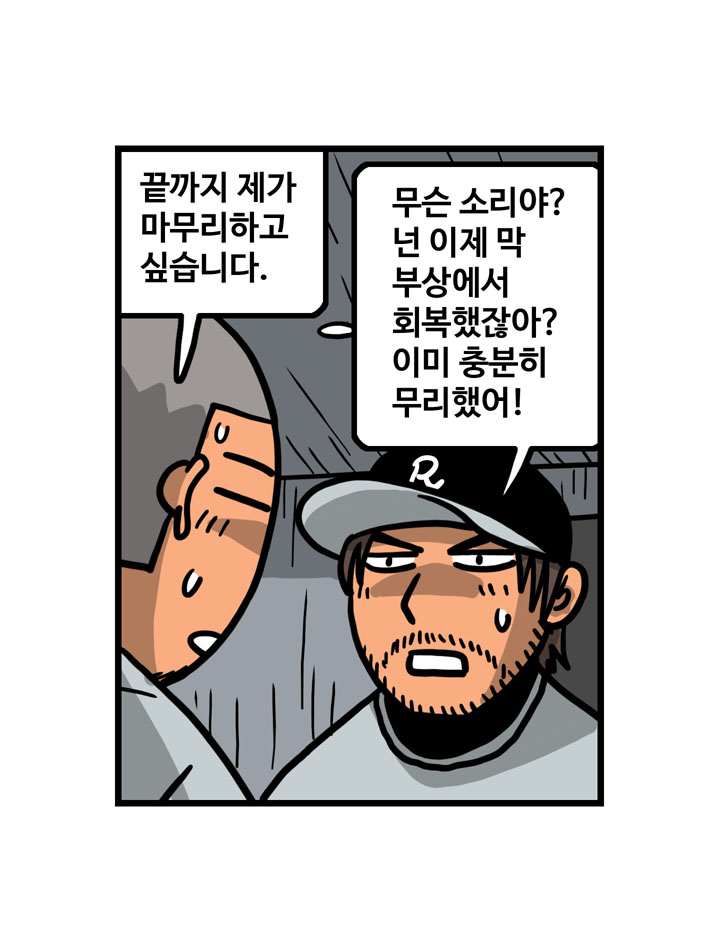 끝까지 제가
마무리하고
싶습니다.
무슨 소리야?
넌 이제 막
부상에서
회복했잖아?
이미 충분히
무리했어!
R